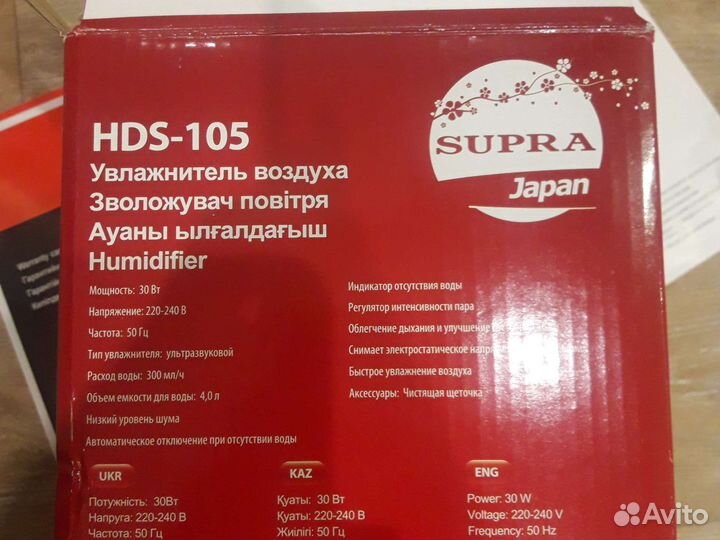 HDS-105
Увлажнитель воздуха
Зволожувач повітря
Ауаны ылғалдағыш
Humidifier
SUPRA
Japan
Мощность: 30 Вт
Напряжение: 220-240 В
Частота: 50 Гц
Тип увлажнителя: ультразвуковой
Расход воды: 300 мл/ч
Объем емкости для воды: 4,0 л
Низкий уровень шума
Автоматическое отключение при отсутствии воды
Индикатор отсутствия воды
Регулятор интенсивности пара
Облегчение дыхания и улучшение
Снимает электростатическое
Быстрое увлажнение воздуха
Аксессуары: Чистящая щеточка
UKR
Потужність: 30Вт
Напруга: 220-240 В
Частота: 50 Гц
KAZ
Қуаты: 30 Вт
Қуаты: 220-240 В
Жиілігі: 50 Гц
ENG
Power: 30 W
Voltage: 220-240 V
Frequency: 50 Hz
Warranty
Avito